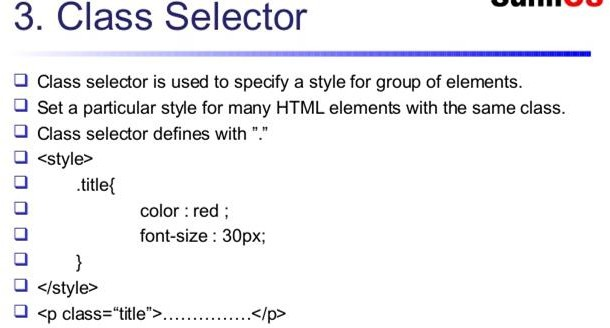 3. Class Selector
Class selector is used to specify a style for group of elements.
Set a particular style for many HTML elements with the same class.
Class selector defines with ”.”
<style>
.title{
color : red ;
font-size : 30px;
}
</style>
<p class=“title”>……………</p>